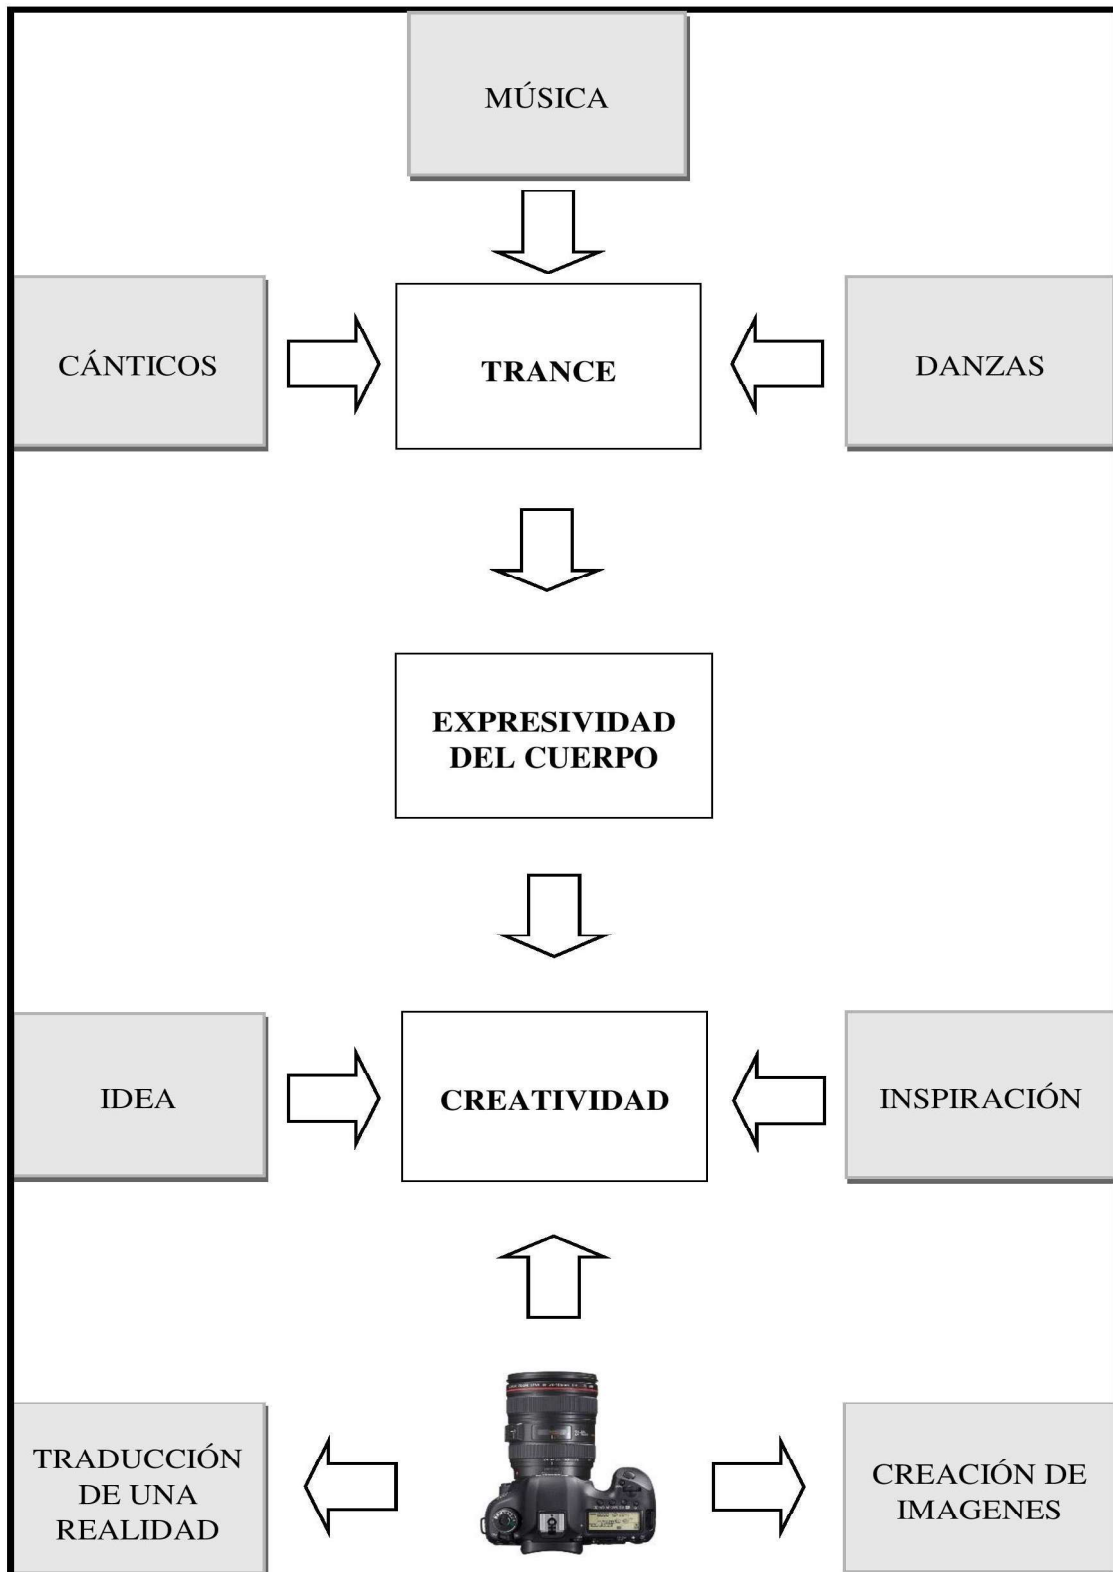 MÚSICA
CÁNTICOS
TRANCE
DANZAS
EXPRESIVIDAD
DEL CUERPO
IDEA
CREATIVIDAD
INSPIRACIÓN
TRADUCCIÓN
DE UNA
REALIDAD
CREACIÓN DE
IMAGENES